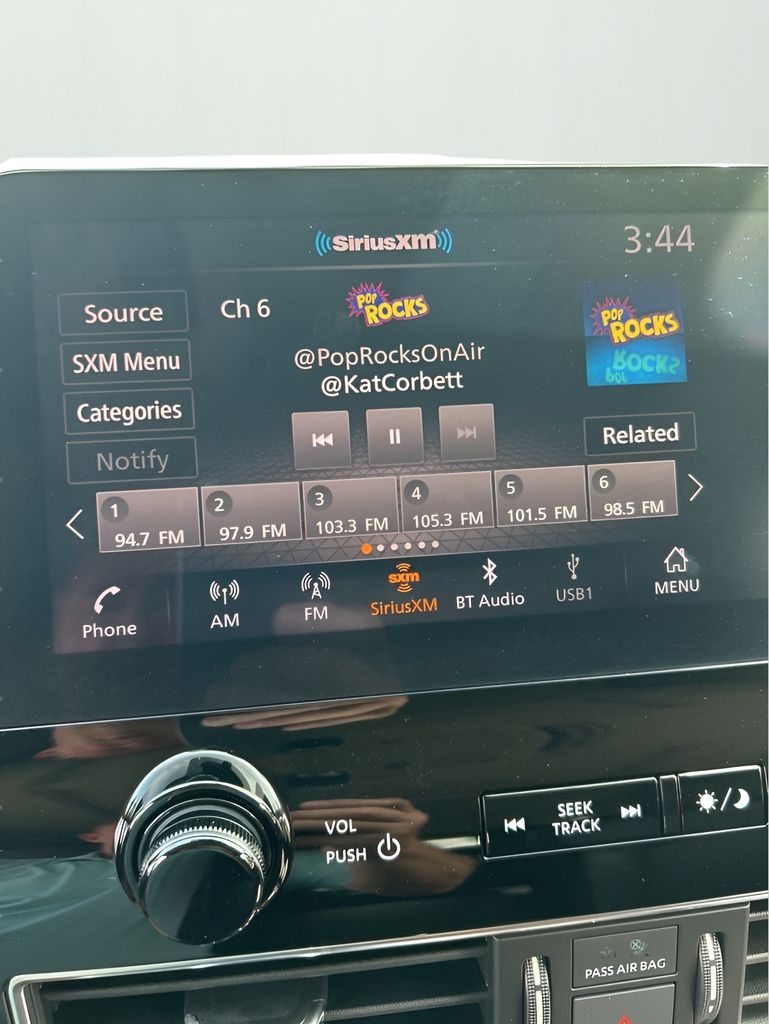 SiriusXM
3:44
Source
Ch 6
POP ROCKS
POP ROCKS
SXM Menu
@PopRocksOnAir
@KatCorbett
Categories
Notify
Related
1 94.7 FM
2 97.9 FM
3 103.3 FM
4 105.3 FM
5 101.5 FM
6 98.5 FM
Phone
AM
FM
sxm
SiriusXM
BT Audio
USB1
MENU
VOL
PUSH
SEEK
TRACK
PASS AIR BAG